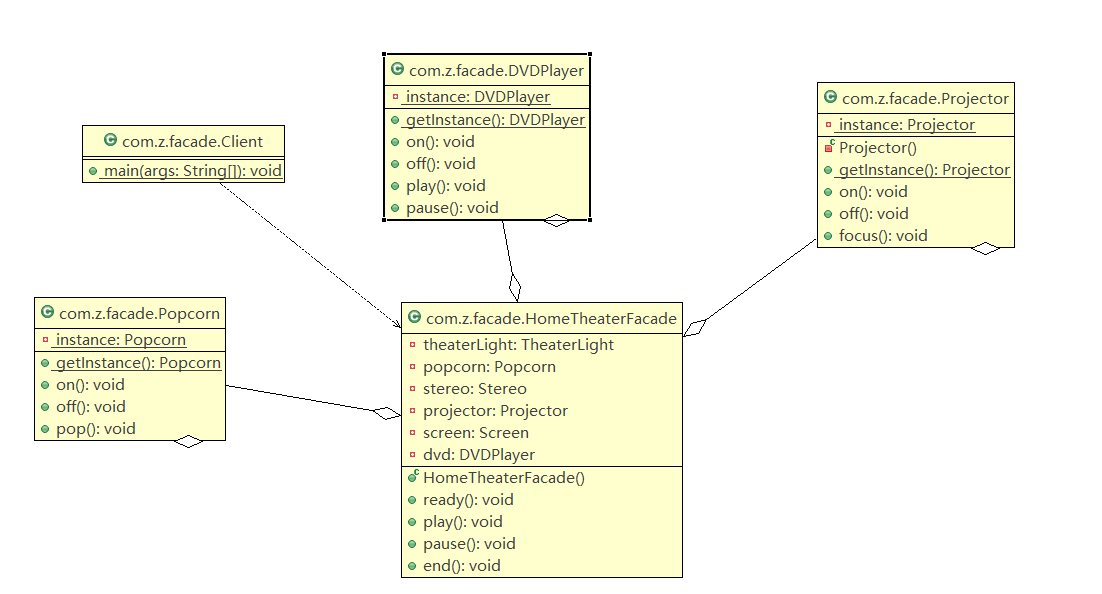 com.z.facade.Client
main(args: String[]): void
com.z.facade.DVDPlayer
instance: DVDPlayer
getInstance(): DVDPlayer
on(): void
off(): void
play(): void
pause(): void
com.z.facade.Projector
instance: Projector
Projector()
getInstance(): Projector
on(): void
off(): void
focus(): void
com.z.facade.Popcorn
instance: Popcorn
getInstance(): Popcorn
on(): void
off(): void
pop(): void
com.z.facade.HomeTheaterFacade
theaterLight: TheaterLight
popcorn: Popcorn
stereo: Stereo
projector: Projector
screen: Screen
dvd: DVDPlayer
HomeTheaterFacade()
ready(): void
play(): void
pause(): void
end(): void